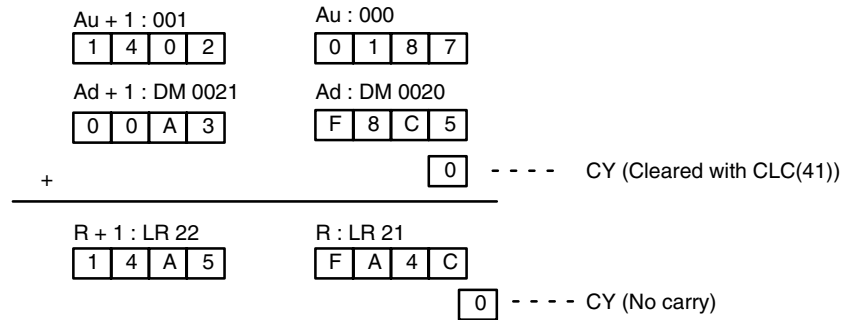 Au + 1 : 001 Au : 000
1 4 0 2 0 1 8 7
Ad + 1 : DM 0021 Ad : DM 0020
0 0 A 3 F 8 C 5
0 - - - - CY (Cleared with CLC(41))
+
R + 1 : LR 22 R : LR 21
1 4 A 5 F A 4 C
0 - - - - CY (No carry)